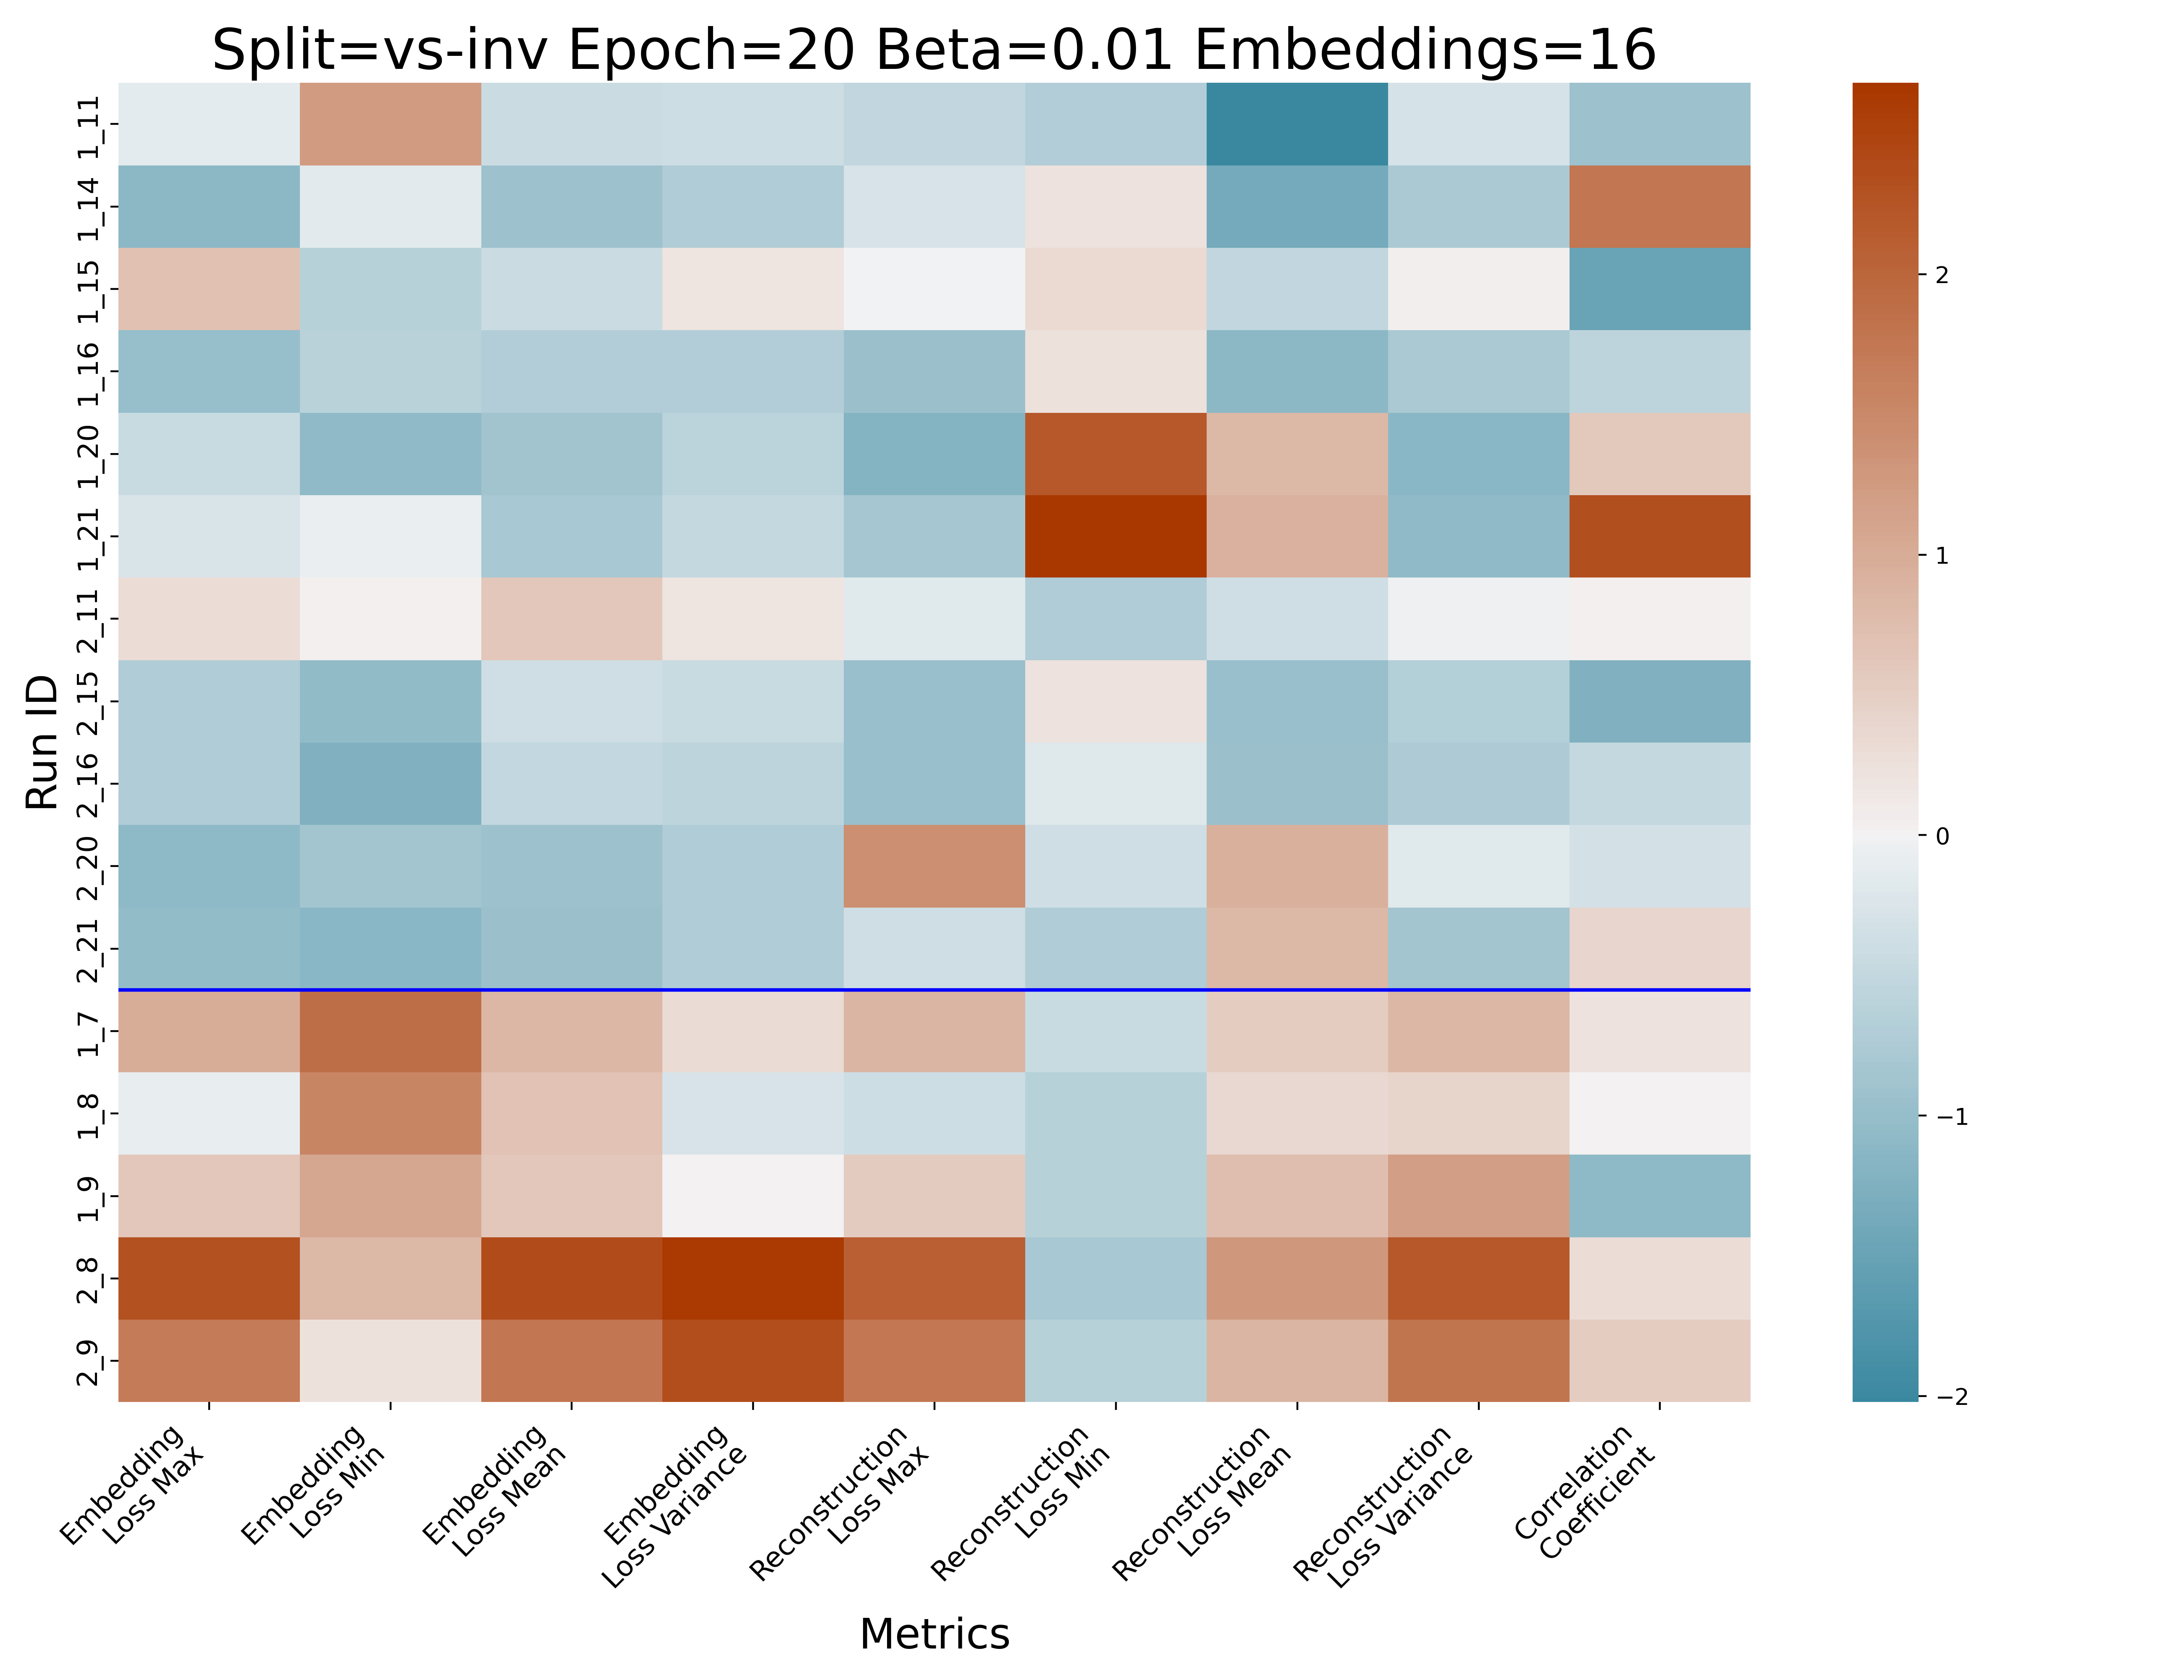 Split=vs-inv Epoch=20 Beta=0.01 Embeddings=16
Run ID
1_11
1_14
1_15
1_16
1_20
1_21
2_11
2_15
2_16
2_20
2_21
1_7
1_8
1_9
2_8
2_9
Embedding
Loss Max
Embedding
Loss Min
Embedding
Loss Mean
Embedding
Loss Variance
Reconstruction
Loss Max
Reconstruction
Loss Min
Reconstruction
Loss Mean
Reconstruction
Loss Variance
Correlation
Coefficient
Metrics
2
1
0
−1
−2